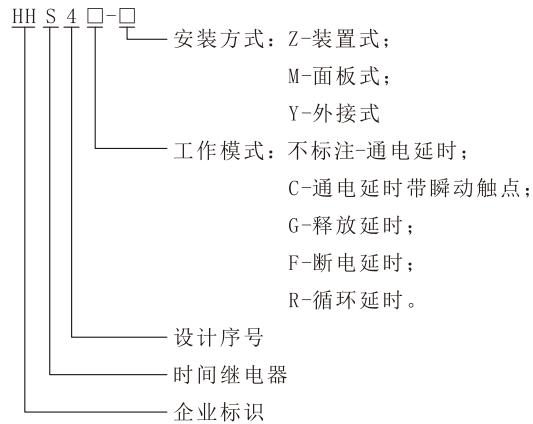 HH S 4 □-□
安装方式：Z-装置式；
M-面板式；
Y-外接式
工作模式：不标注-通电延时；
C-通电延时带瞬动触点；
G-释放延时；
F-断电延时；
R-循环延时。
设计序号
时间继电器
企业标识